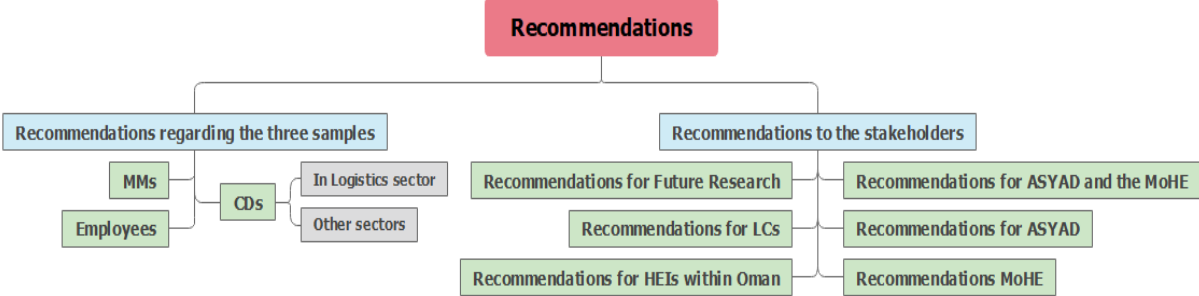 Recommendations
Recommendations regarding the three samples
MMs
Employees
CDs
In Logistics sector
Other sectors
Recommendations to the stakeholders
Recommendations for Future Research
Recommendations for LCs
Recommendations for HEIs within Oman
Recommendations for ASYAD and the MoHE
Recommendations for ASYAD
Recommendations MoHE